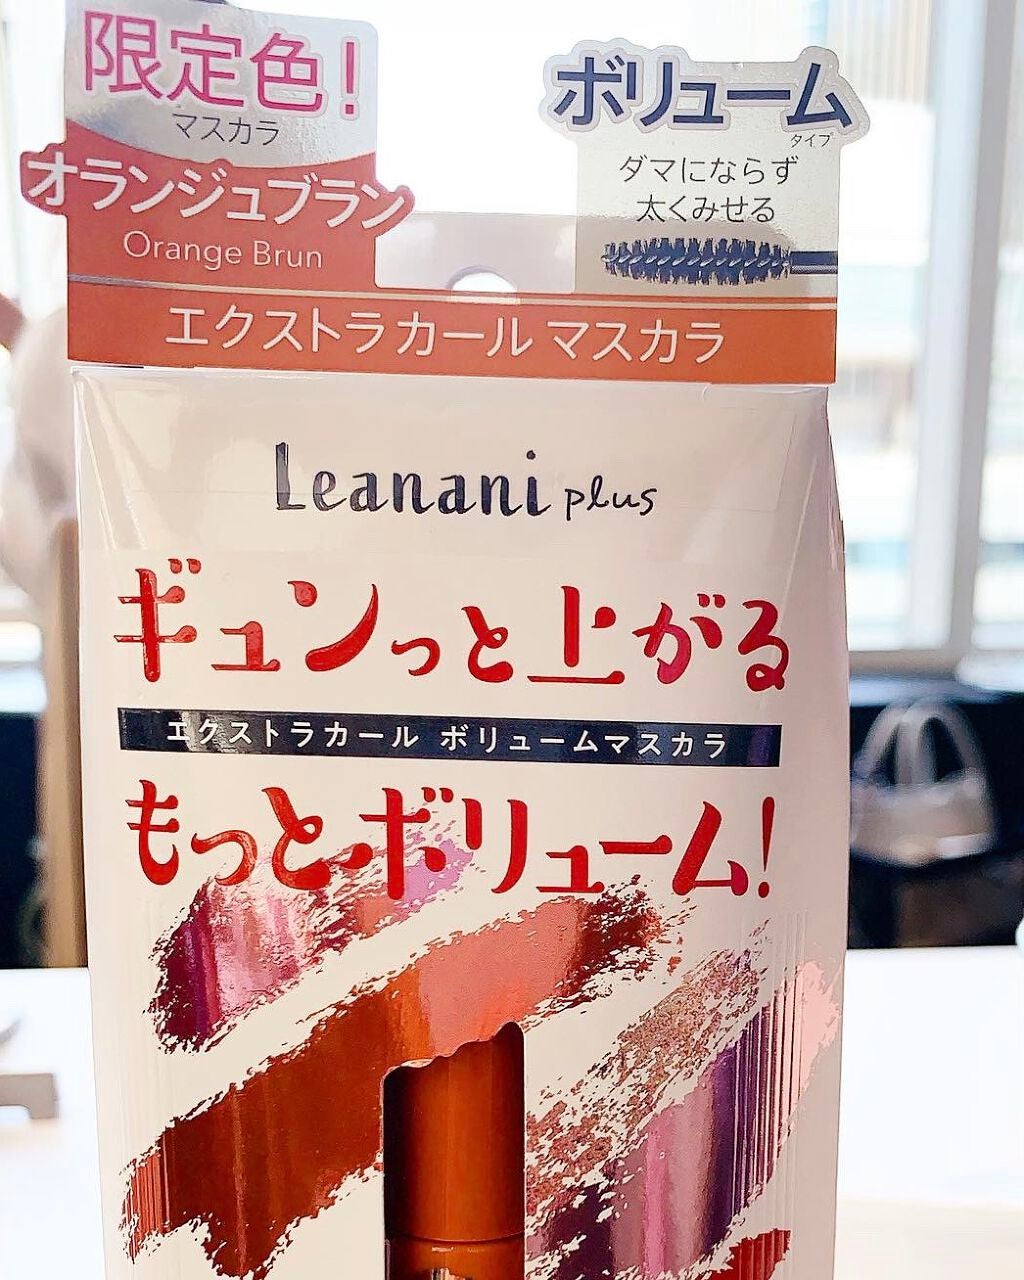 限定色!
マスカラ
オランジュブラン
Orange Brun
ボリューム
タイプ
ダマにならず
太くみせる
エクストラカール マスカラ
Leanani plus
ギュンっと上がる
エクストラカール ボリュームマスカラ
もっとボリューム!